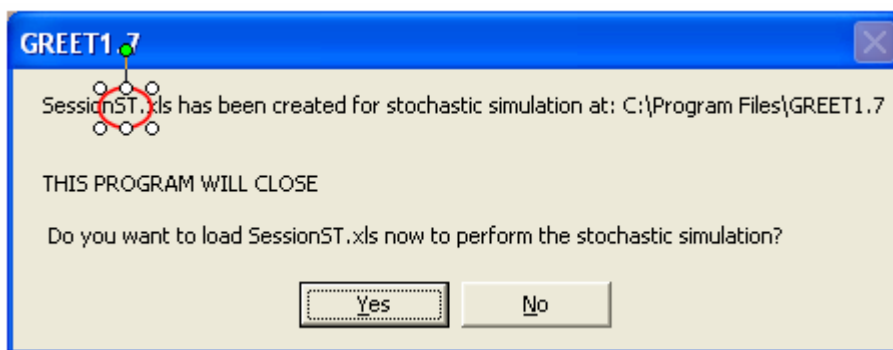 GREET1.7
SessionST.xls has been created for stochastic simulation at: C:\Program Files\GREET1.7
THIS PROGRAM WILL CLOSE
Do you want to load SessionST.xls now to perform the stochastic simulation?
Yes No